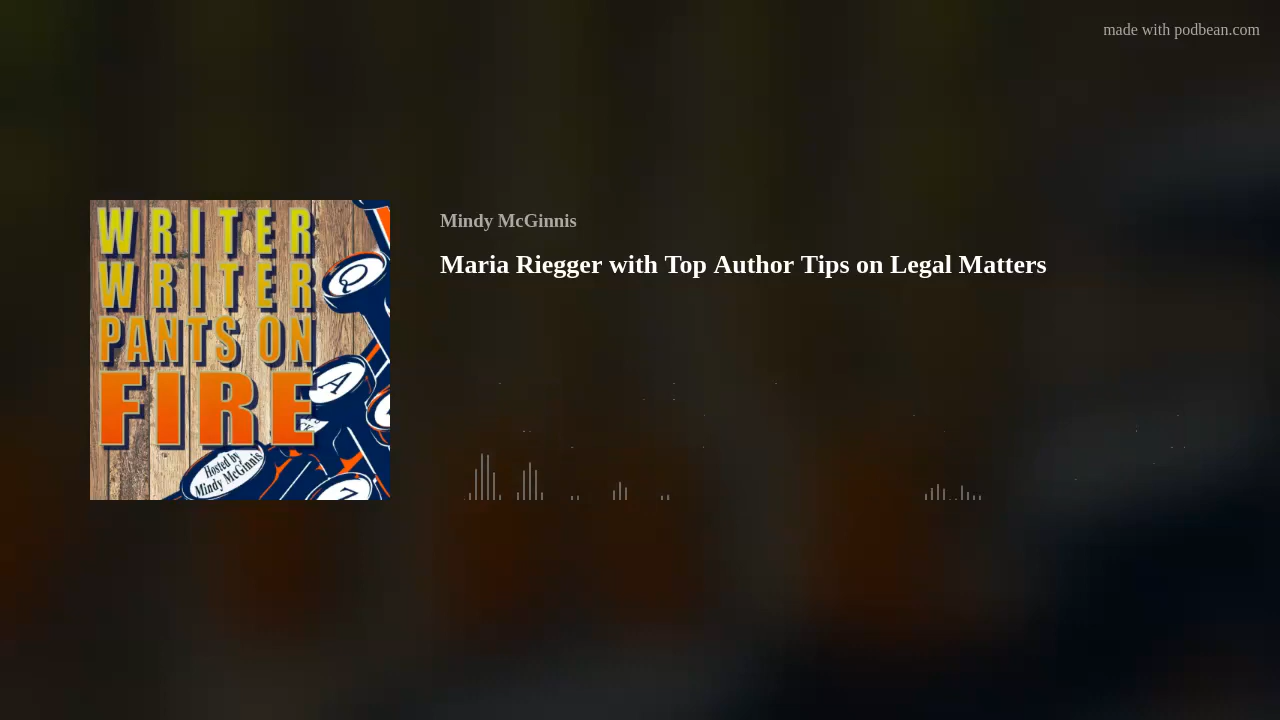 made with podbean.com
WRITER
WRITER
PANTS ON
FIRE
Hosted by
Mindy McGinnis
Q
A
Mindy McGinnis
Maria Riegger with Top Author Tips on Legal Matters